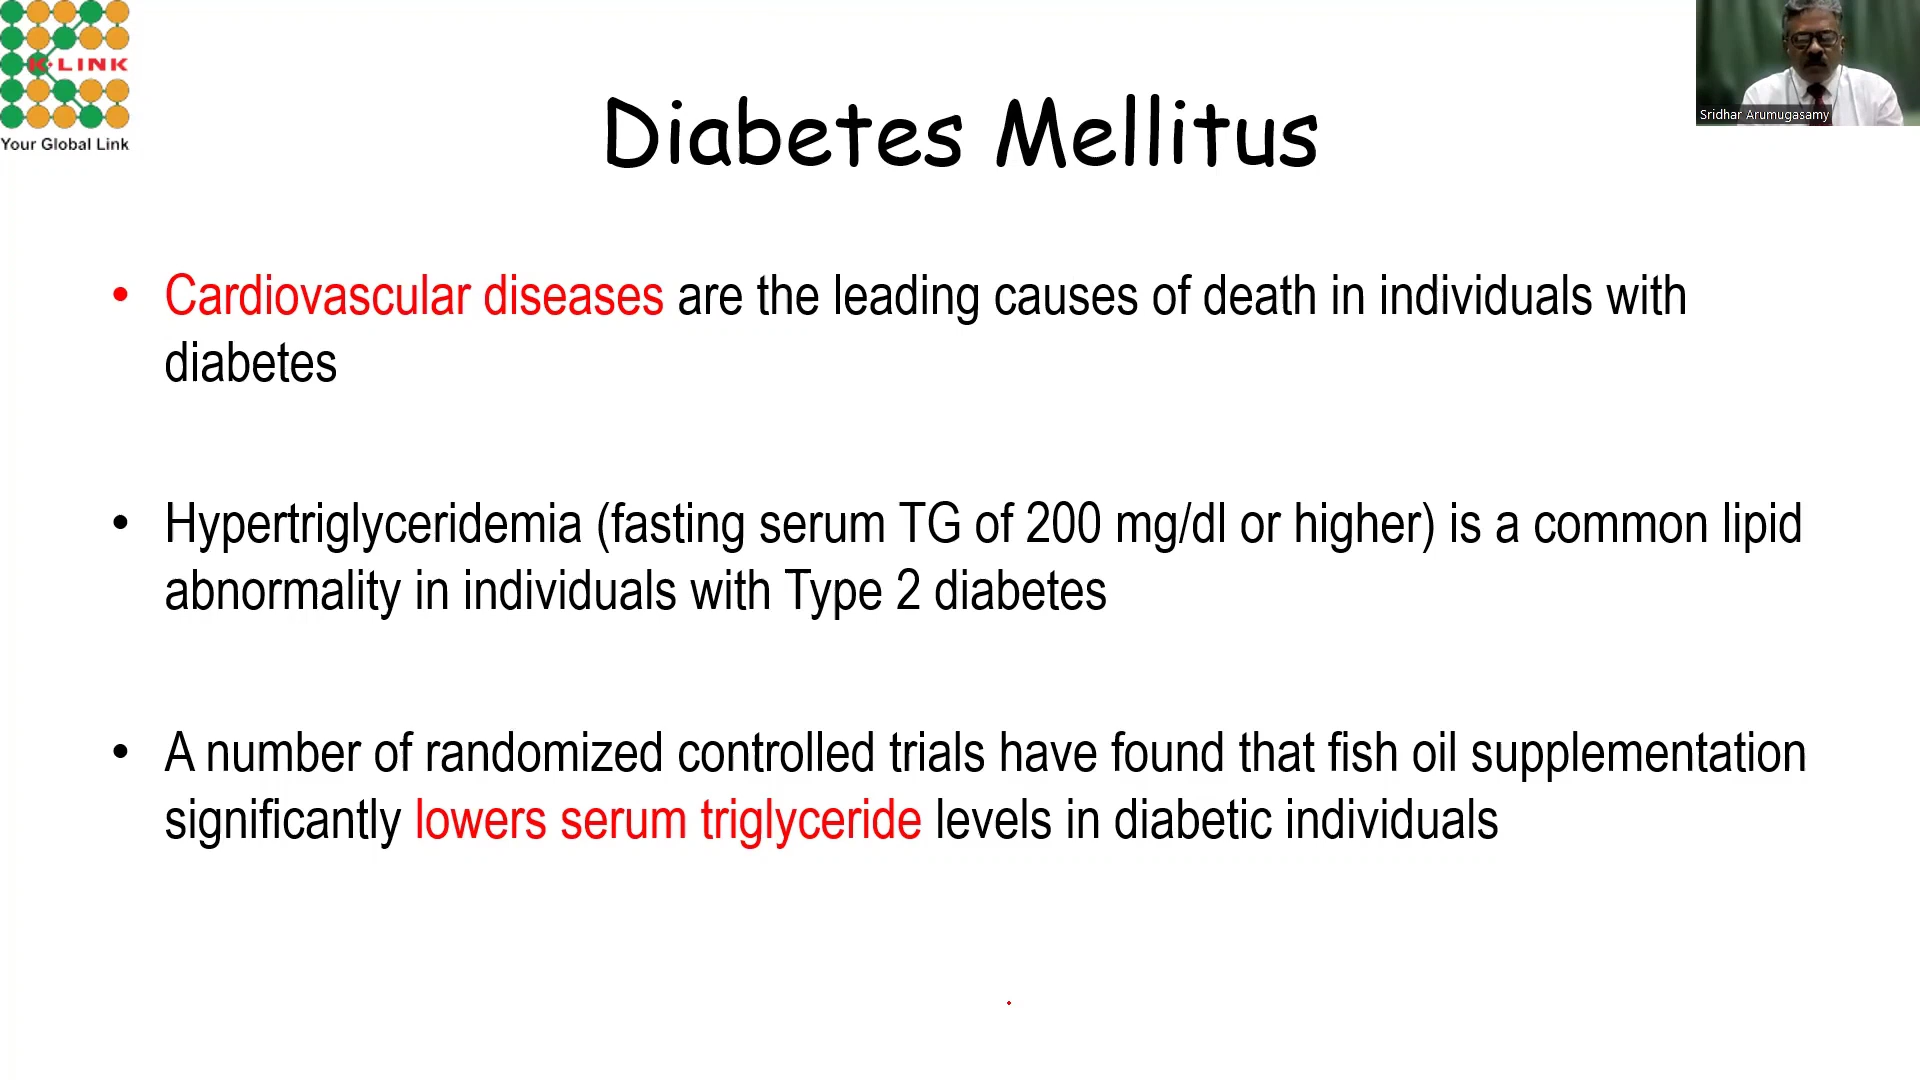 K-LINK
Your Global Link
Sridhar Arumugasamy
Diabetes Mellitus
• Cardiovascular diseases are the leading causes of death in individuals with
diabetes
• Hypertriglyceridemia (fasting serum TG of 200 mg/dl or higher) is a common lipid
abnormality in individuals with Type 2 diabetes
• A number of randomized controlled trials have found that fish oil supplementation
significantly lowers serum triglyceride levels in diabetic individuals